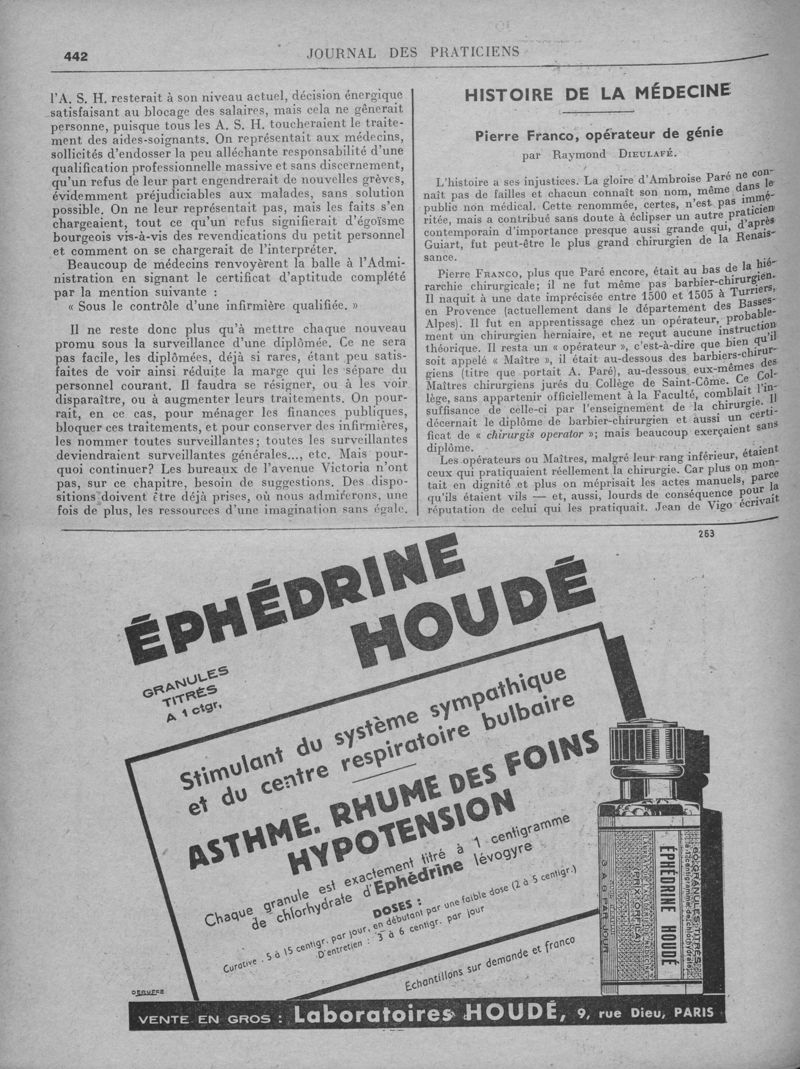 442
JOURNAL DES PRATICIENS
l'A. S. H. resterait à son niveau actuel, décision énergique
satisfaisant au blocage des salaires, mais cela ne gênerait
personne, puisque tous les A. S. H. toucheraient le traite-
ment des aides-soignants. On représentait aux médecins,
sollicités d'endosser la peu alléchante responsabilité d'une
qualification professionnelle massive et sans discernement,
qu'un refus de leur part engendrerait de nouvelles grèves,
évidemment préjudiciables aux malades, sans solution
possible. On ne leur représentait pas, mais les faits s'en
chargeaient, tout ce qu'un refus signifierait d'égoïsme
bourgeois vis-à-vis des revendications du petit personnel
et comment on se chargerait de l'interpréter.
Beaucoup de médecins renvoyèrent la balle à l'Admi-
nistration en signant le certificat d'aptitude complété
par la mention suivante :
« Sous le contrôle d'une infirmière qualifiée. »
Il ne reste donc plus qu'à mettre chaque nouveau
promu sous la surveillance d'une diplômée. Ce ne sera
pas facile, les diplômées, déjà si rares, étant peu satis-
faites de voir ainsi réduite la marge qui les sépare du
personnel courant. Il faudra se résigner, ou à les voir
disparaître, ou à augmenter leurs traitements. On pour-
rait, en ce cas, pour ménager les finances publiques,
bloquer ces traitements, et pour conserver des infirmières,
les nommer toutes surveillantes; toutes les surveillantes
deviendraient surveillantes générales..., etc. Mais pour-
quoi continuer? Les bureaux de l'avenue Victoria n'ont
pas, sur ce chapitre, besoin de suggestions. Des dispo-
sitions doivent être déjà prises, où nous admirerons, une
fois de plus, les ressources d'une imagination sans égale.
HISTOIRE DE LA MÉDECINE
Pierre Franco, opérateur de génie
par Raymond DIEULAFÉ.
L'histoire a ses injustices. La gloire d'Ambroise Paré ne con-
naît pas de failles et chacun connaît son nom, même dans le
public non médical. Cette renommée, certes, n'est pas immé-
ritée, mais a contribué sans doute à éclipser un autre praticien
contemporain d'importance presque aussi grande qui, d'après
Guiart, fut peut-être le plus grand chirurgien de la Renais-
sance.
Pierre FRANCO, plus que Paré encore, était au bas de la hié-
rarchie chirurgicale; il ne fut même pas barbier-chirurgien.
Il naquit à une date imprécisée entre 1500 et 1505 à Turriers,
en Provence (actuellement dans le département des Basses-
Alpes). Il fut en apprentissage chez un opérateur, probable-
ment un chirurgien herniaire, et ne reçut aucune instruction
théorique. Il resta un « opérateur », c'est-à-dire que bien qu'il
soit appelé « Maître », il était au-dessous des barbiers-chirur-
giens (titre que portait A. Paré), au-dessous eux-mêmes des
Maîtres chirurgiens jurés du Collège de Saint-Côme. Ce Col-
lège, sans appartenir officiellement à la Faculté, comblait l'in-
suffisance de celle-ci par l'enseignement de la chirurgie. Il
décernait le diplôme de barbier-chirurgien et aussi un certi-
ficat de « chirurgis operator »; mais beaucoup exerçaient sans
diplôme.
Les opérateurs ou Maîtres, malgré leur rang inférieur, étaient
ceux qui pratiquaient réellement la chirurgie. Car plus on mon-
tait en dignité et plus on méprisait les actes manuels, parce
qu'ils étaient vils — et, aussi, lourds de conséquence pour la
réputation de celui qui les pratiquait. Jean de Vigo écrivait
263
ÉPHÉDRINE
HOUDÉ
GRANULES
TITRÉS
A 1 ctgr,
Stimulant du système sympathique
et du centre respiratoire bulbaire
ASTHME. RHUME DES FOINS
HYPOTENSION
Chaque granule est exactement titré à 1 centigramme
de chlorhydrate d'Ephédrine lévogyre
DOSES :
Curative . 5 à 15 centigr. par jour, en débutant par une faible dose (2 à 5 centigr.)
D'entretien : 3 à 6 centigr. par jour
Echantillons sur demande et franco
60 GRANULES TITRÉS
ÉPHÉDRINE HOUDÉ
(PRIX ORFILA)
3 A 6 PAR JOUR
DERUPPE
VENTE EN GROS : Laboratoires HOUDÉ, 9, rue Dieu, PARIS